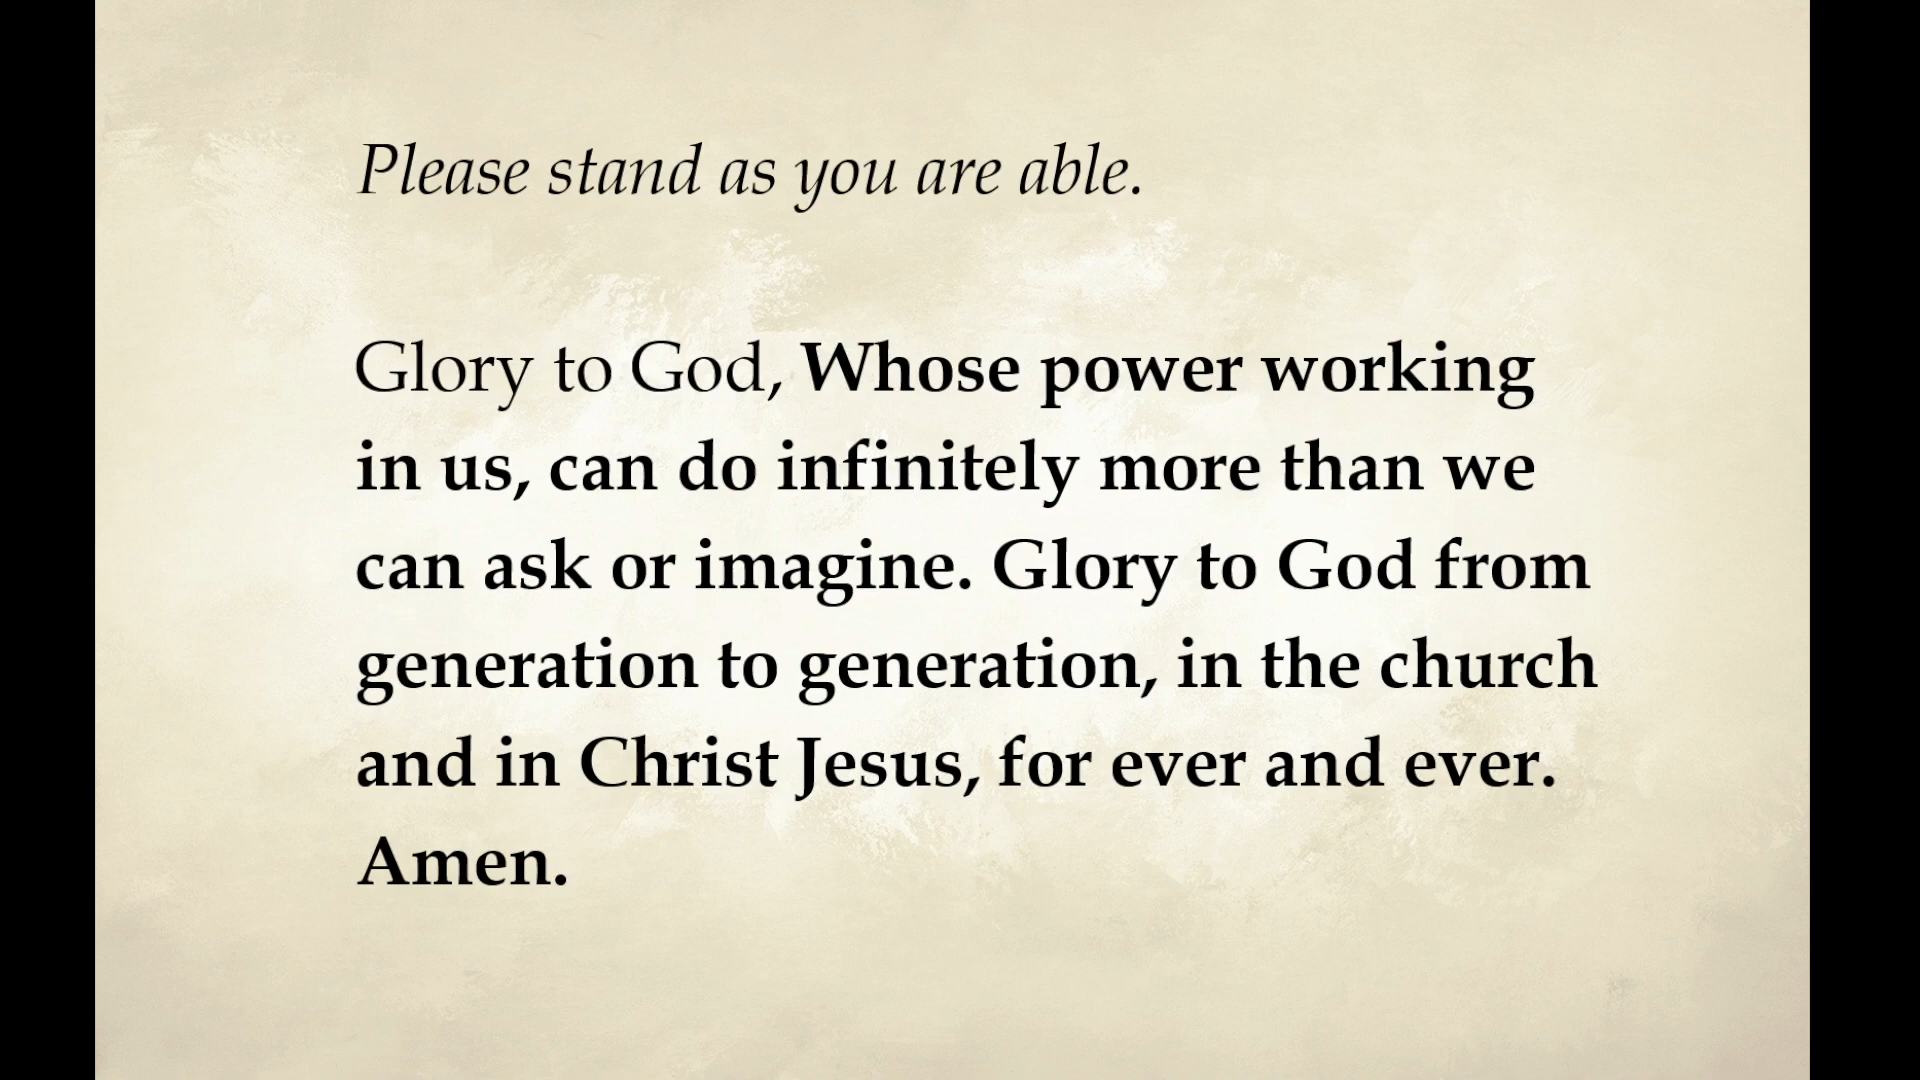 Please stand as you are able.
Glory to God, Whose power working
in us, can do infinitely more than we
can ask or imagine. Glory to God from
generation to generation, in the church
and in Christ Jesus, for ever and ever.
Amen.